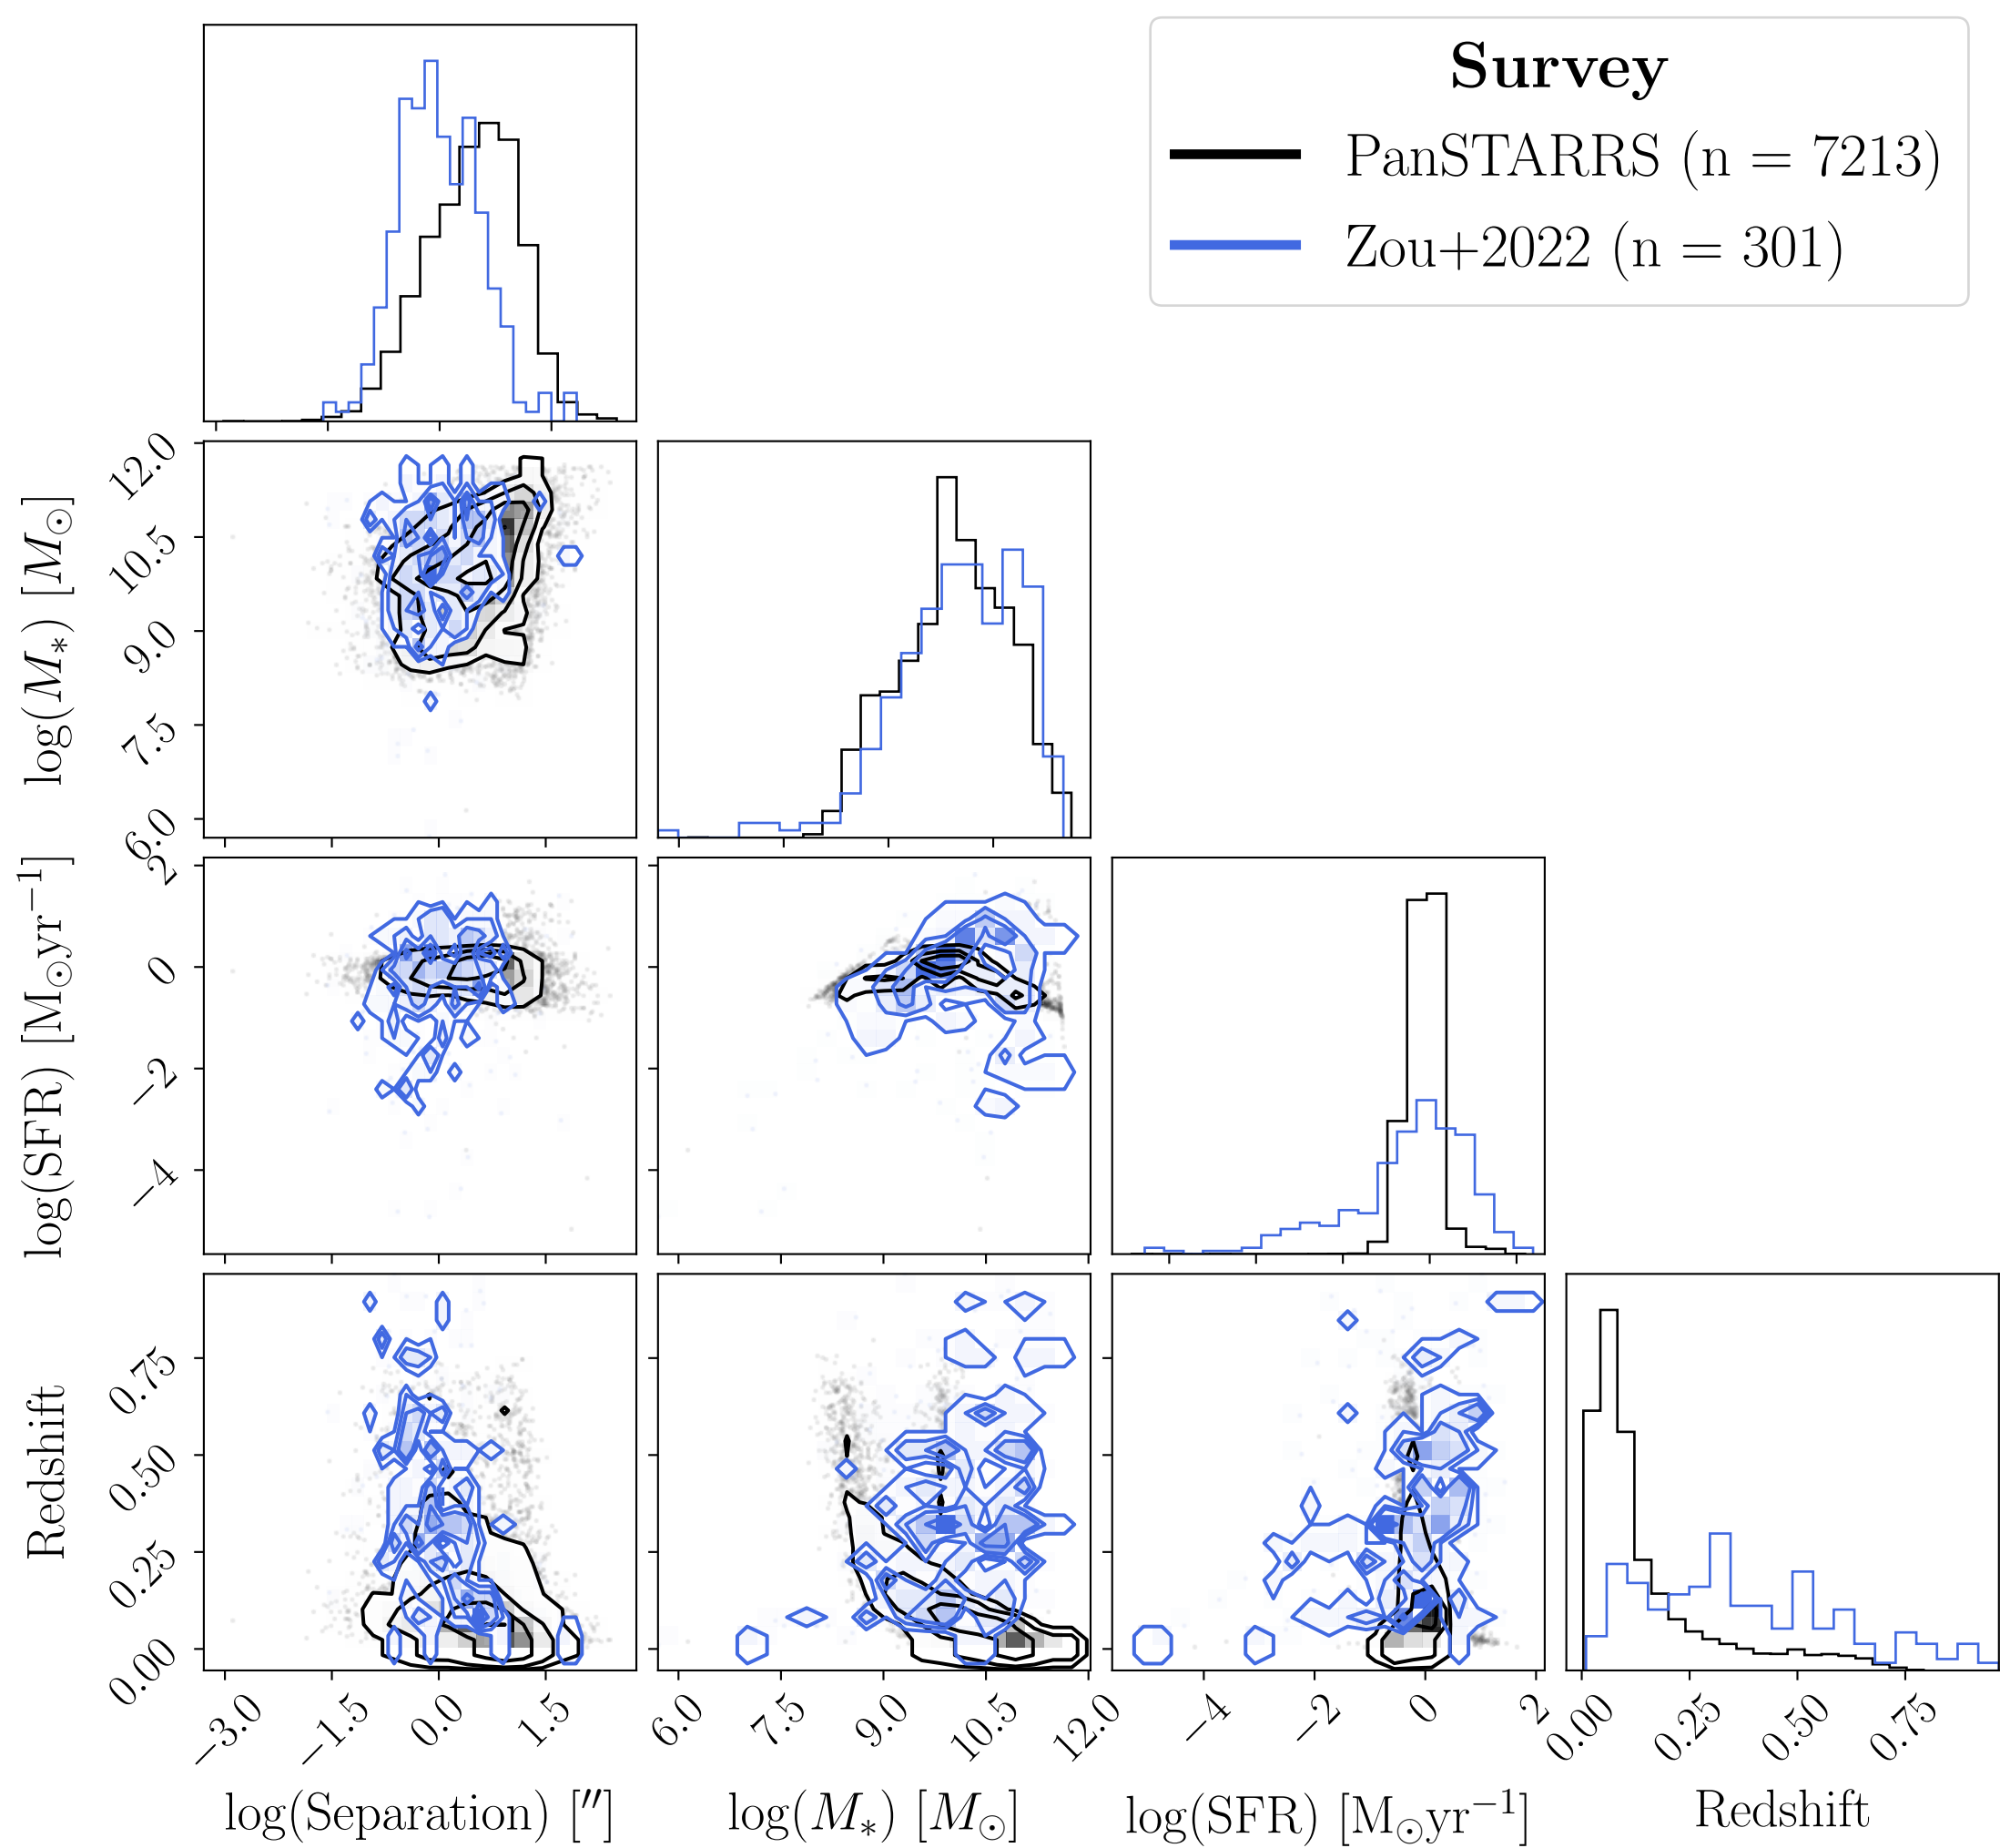 Survey
PanSTARRS (n = 7213)
Zou+2022 (n = 301)
log(M∗) [M⊙]
12.0
10.5
9.0
7.5
6.0
log(SFR) [M⊙yr−1]
2
0
−2
−4
Redshift
0.75
0.50
0.25
0.00
−3.0 −1.5 0.0 1.5 6.0 7.5 9.0 10.5 12.0 −4 −2 0 2 0.00 0.25 0.50 0.75
log(Separation) [″] log(M∗) [M⊙] log(SFR) [M⊙yr−1] Redshift